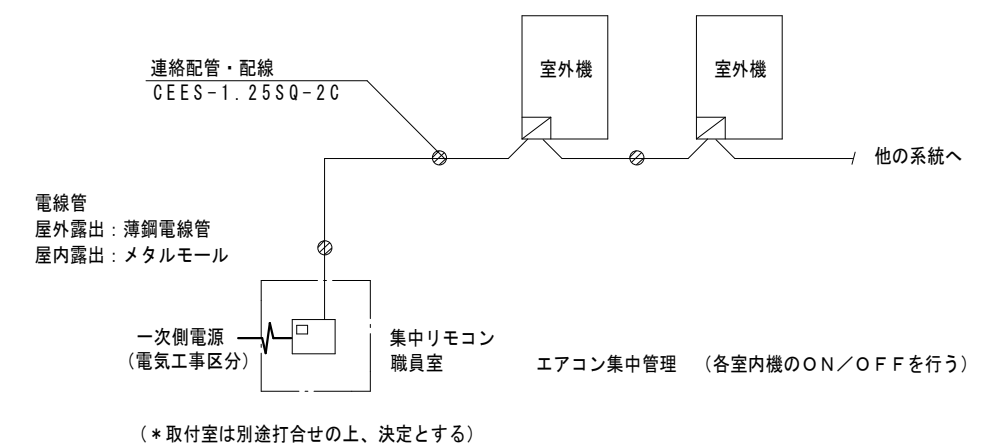 連絡配管・配線
CEES-1.25SQ-2C
室外機
室外機
他の系統へ
電線管
屋外露出：薄鋼電線管
屋内露出：メタルモール
一次側電源
（電気工事区分）
集中リモコン
職員室
エアコン集中管理　（各室内機のＯＮ／ＯＦＦを行う）
（＊取付室は別途打合せの上、決定とする）